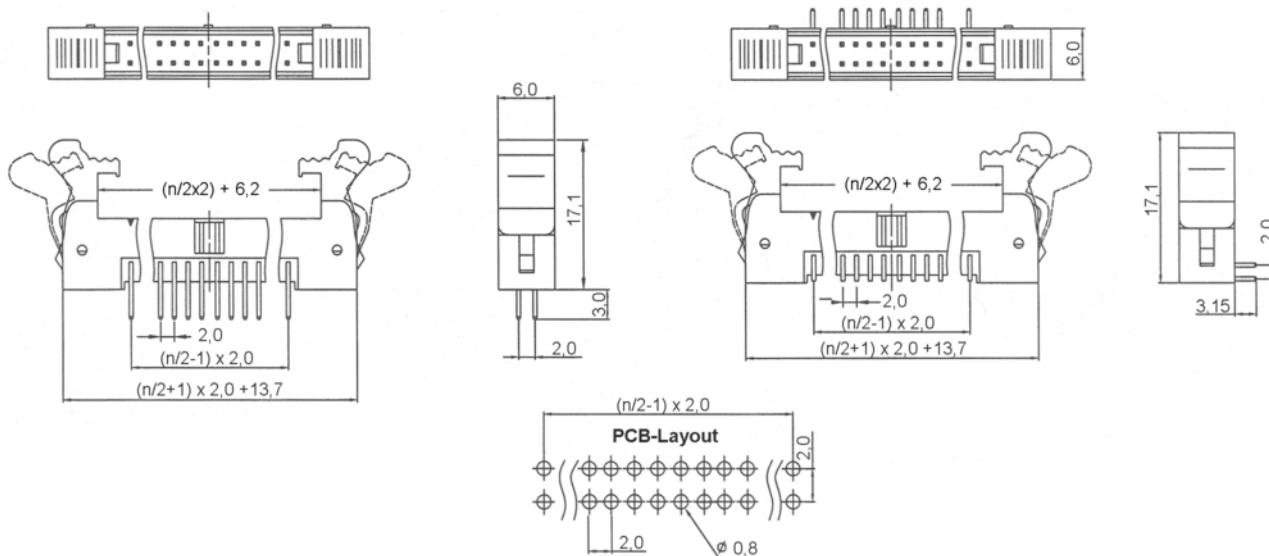 6,0
6,0
(n/2x2) + 6,2
17,1
3,0
2,0
2,0
(n/2-1) x 2,0
(n/2+1) x 2,0 +13,7
(n/2x2) + 6,2
17,1
2,0
3,15
2,0
(n/2-1) x 2,0
(n/2+1) x 2,0 +13,7
(n/2-1) x 2,0
PCB-Layout
2,0
2,0
ø 0,8